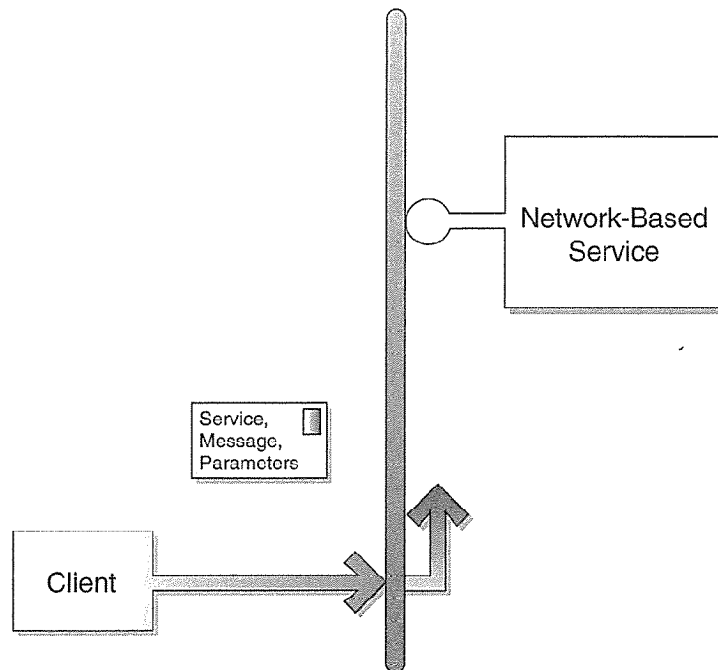 Network-Based
Service
Service,
Message,
Parameters
Client